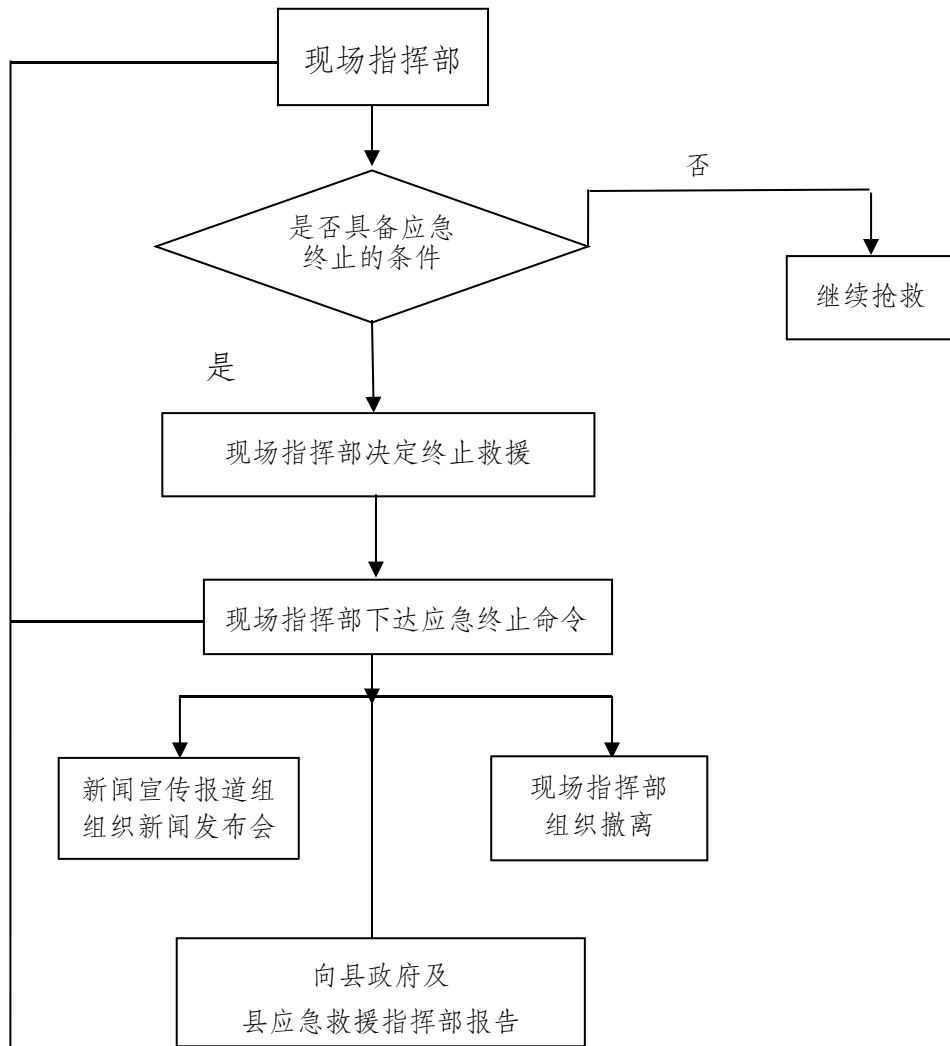 现场指挥部
否
是否具备应急
终止的条件
继续抢救
是
现场指挥部决定终止救援
现场指挥部下达应急终止命令
新闻宣传报道组
组织新闻发布会
现场指挥部
组织撤离
向县政府及
县应急救援指挥部报告